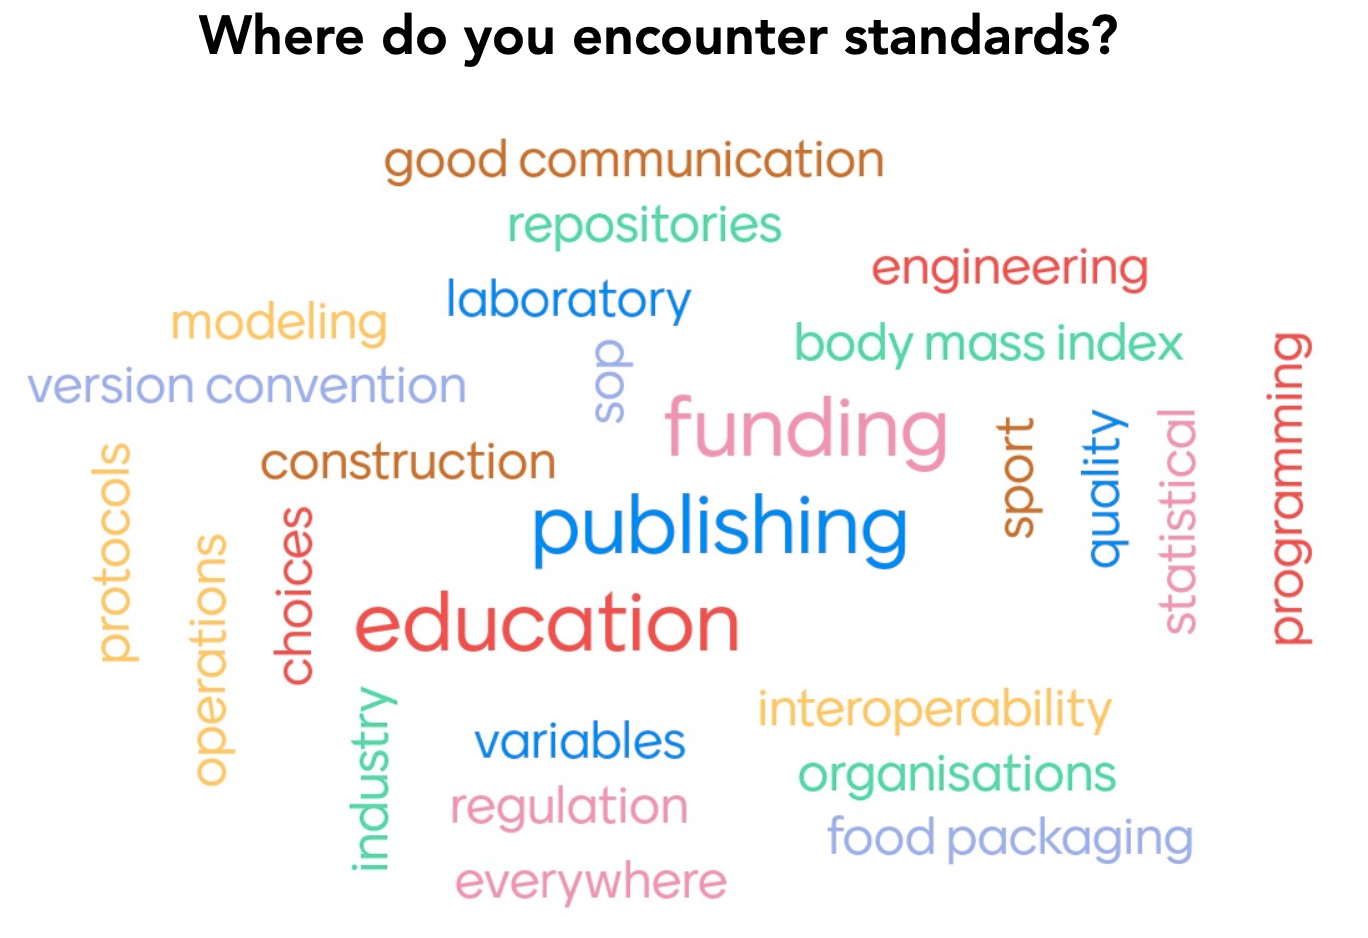 Where do you encounter standards?
good communication
repositories
engineering
laboratory
modeling
body mass index
sop
version convention
programming
funding
sport
quality
statistical
construction
protocols
publishing
choices
operations
education
industry
interoperability
variables
organisations
regulation
food packaging
everywhere